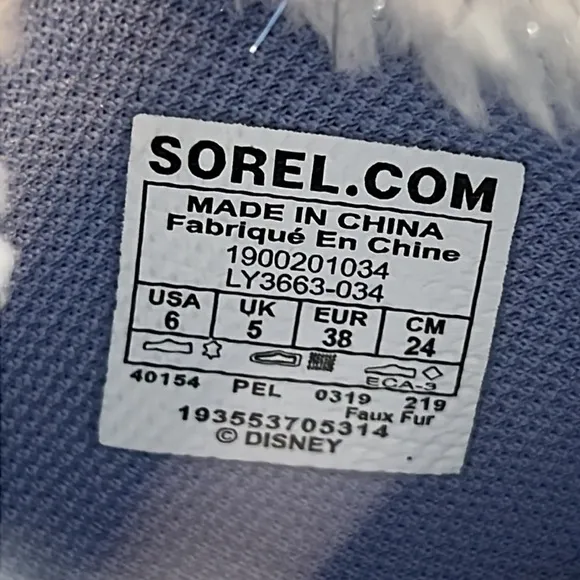 SOREL.COM
MADE IN CHINA
Fabriqué En Chine
1900201034
LY3663-034
USA UK EUR CM
6 5 38 24
ECA-3
40154 PEL 0319 219
Faux Fur
193553705314
© DISNEY